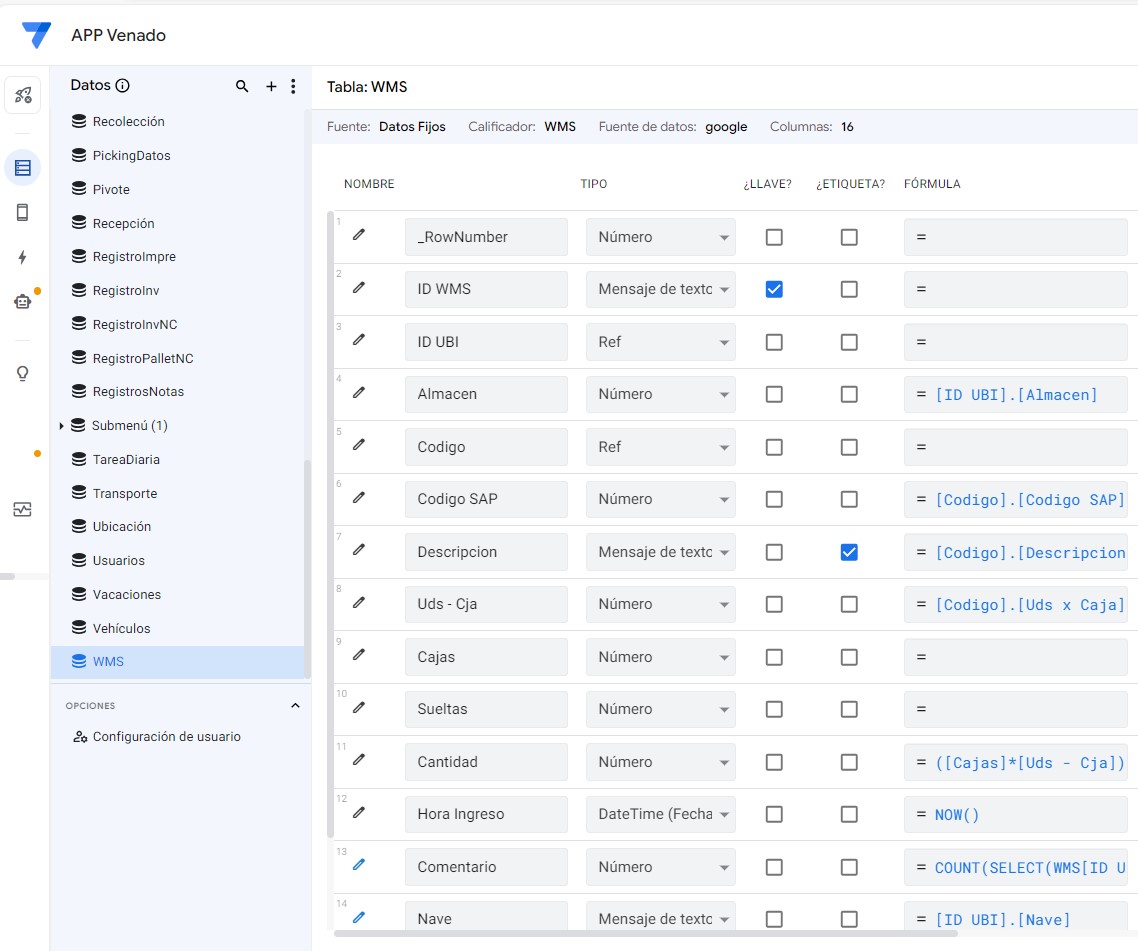 APP Venado
Datos
Recolección
PickingDatos
Pivote
Recepción
RegistroImpre
RegistroInv
RegistroInvNC
RegistroPalletNC
RegistrosNotas
Submenú (1)
TareaDiaria
Transporte
Ubicación
Usuarios
Vacaciones
Vehículos
WMS
OPCIONES
Configuración de usuario
Tabla: WMS
Fuente: Datos Fijos Calificador: WMS Fuente de datos: google Columnas: 16
NOMBRE TIPO ¿LLAVE? ¿ETIQUETA? FÓRMULA
1 _RowNumber Número =
2 ID WMS Mensaje de texto =
3 ID UBI Ref =
4 Almacen Número = [ID UBI].[Almacen]
5 Codigo Ref =
6 Codigo SAP Número = [Codigo].[Codigo SAP]
7 Descripcion Mensaje de texto = [Codigo].[Descripcion
8 Uds - Cja Número = [Codigo].[Uds x Caja]
9 Cajas Número =
10 Sueltas Número =
11 Cantidad Número = ([Cajas]*[Uds - Cja])
12 Hora Ingreso DateTime (Fecha = NOW()
13 Comentario Número = COUNT(SELECT(WMS[ID U
14 Nave Mensaje de texto = [ID UBI].[Nave]